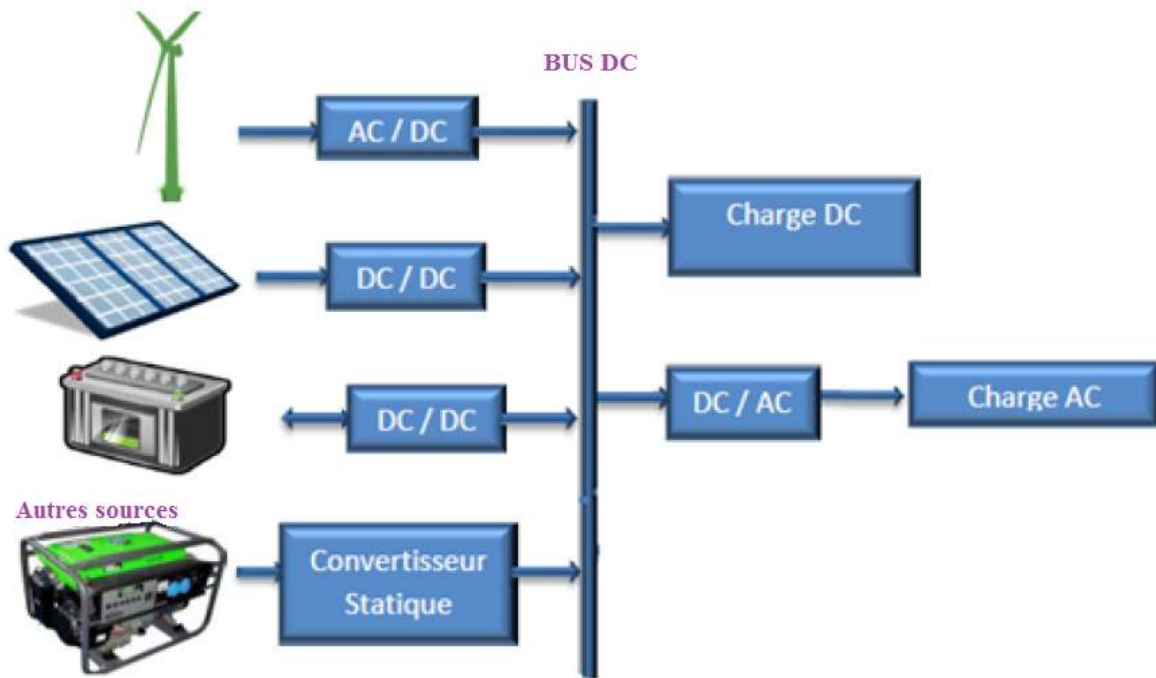 BUS DC
AC / DC
Charge DC
DC / DC
DC / DC
DC / AC
Charge AC
Autres sources
Convertisseur
Statique